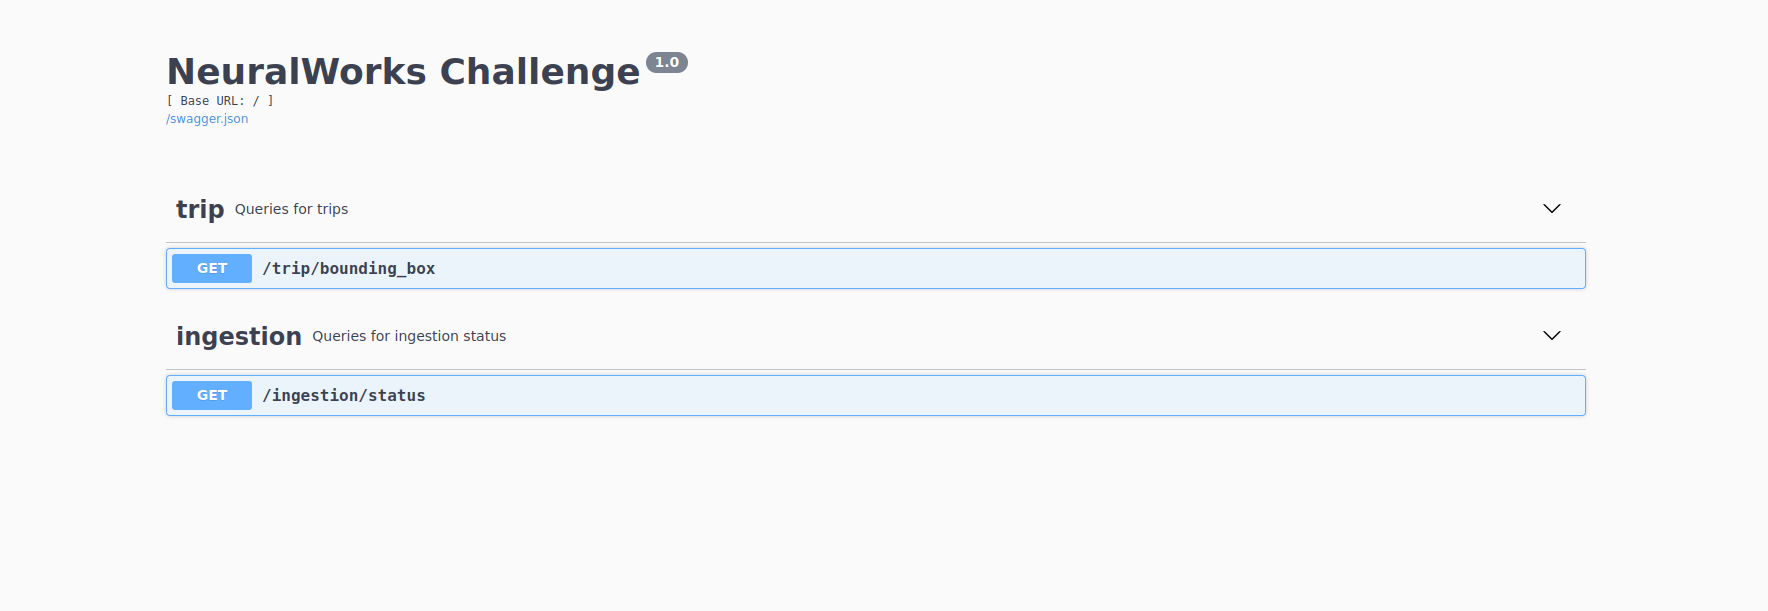 NeuralWorks Challenge 1.0
[ Base URL: / ]
/swagger.json
trip Queries for trips
GET /trip/bounding_box
ingestion Queries for ingestion status
GET /ingestion/status